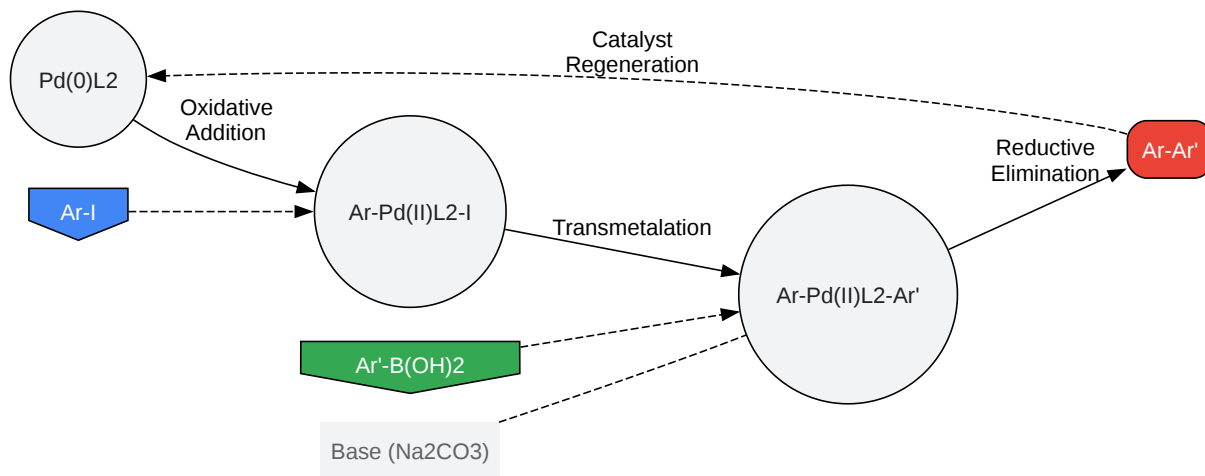 Catalyst
Regeneration
Pd(0)L2
Oxidative
Addition
Ar-Ar'
Reductive
Elimination
Ar-I
Ar-Pd(II)L2-I
Transmetalation
Ar-Pd(II)L2-Ar'
Ar'-B(OH)2
Base (Na2CO3)